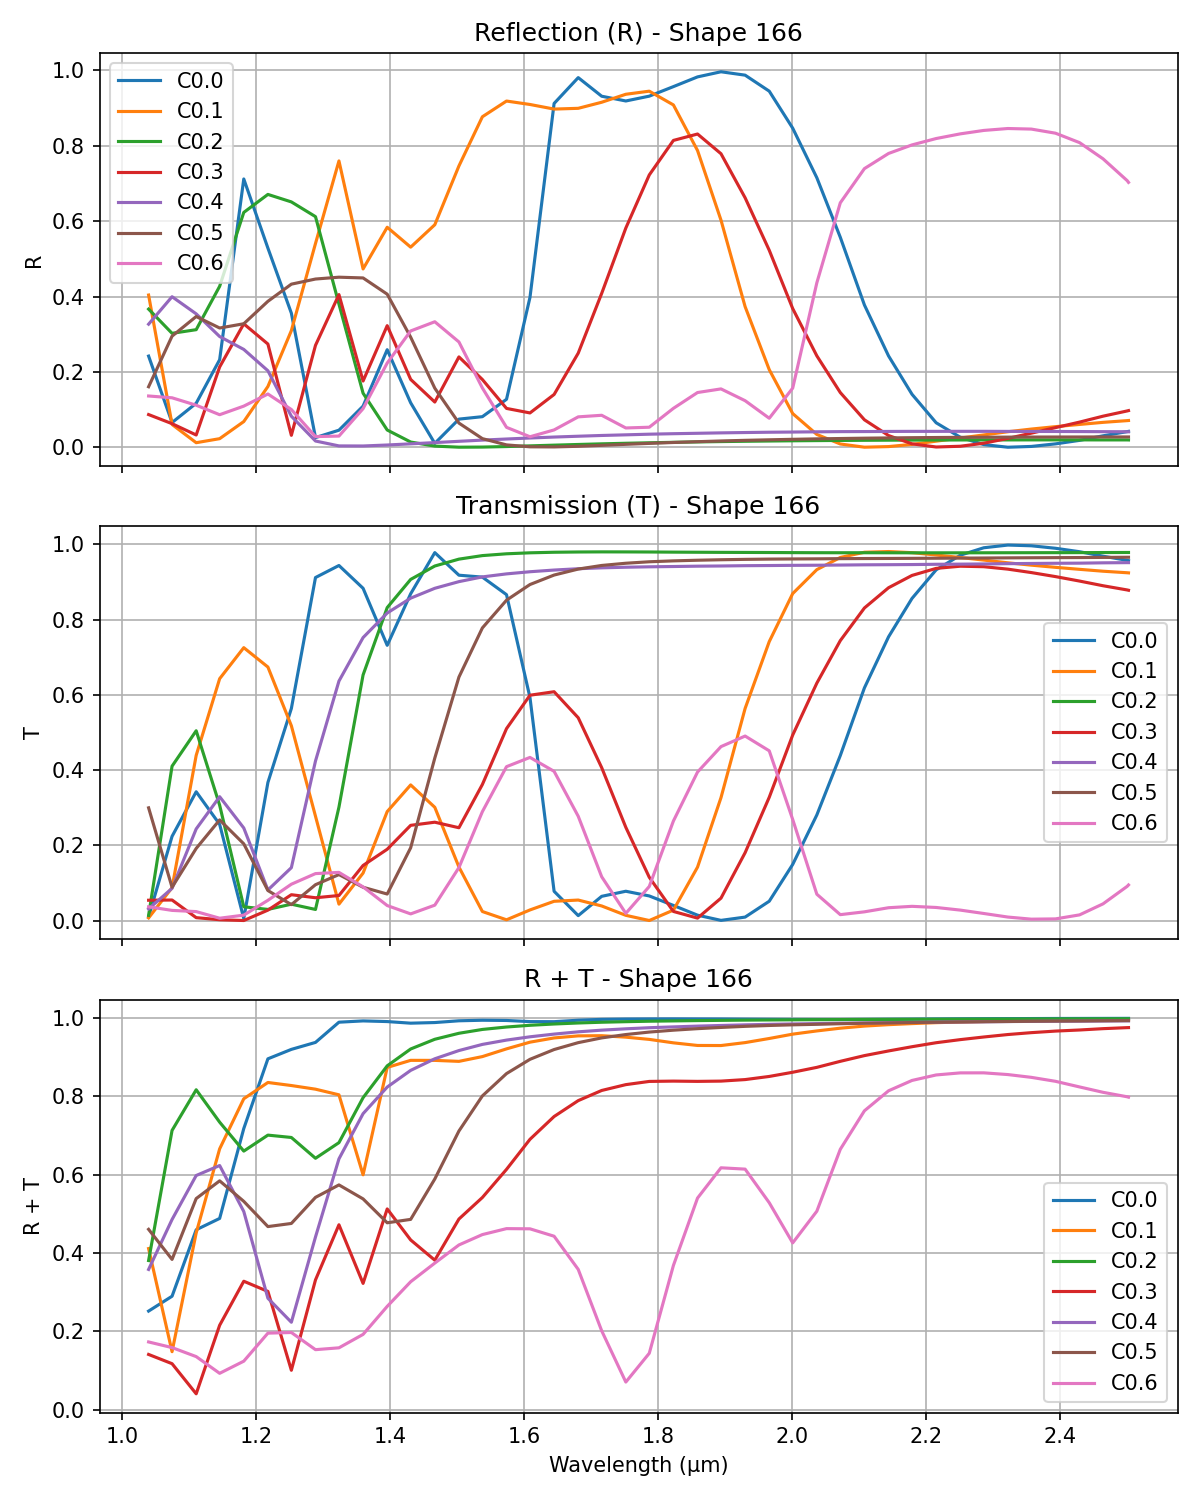 Reflection (R) - Shape 166
1.0
0.8
0.6
0.4
0.2
0.0
R
C0.0
C0.1
C0.2
C0.3
C0.4
C0.5
C0.6
Transmission (T) - Shape 166
1.0
0.8
0.6
0.4
0.2
0.0
T
C0.0
C0.1
C0.2
C0.3
C0.4
C0.5
C0.6
R + T - Shape 166
1.0
0.8
0.6
0.4
0.2
0.0
R + T
C0.0
C0.1
C0.2
C0.3
C0.4
C0.5
C0.6
1.0 1.2 1.4 1.6 1.8 2.0 2.2 2.4
Wavelength (μm)